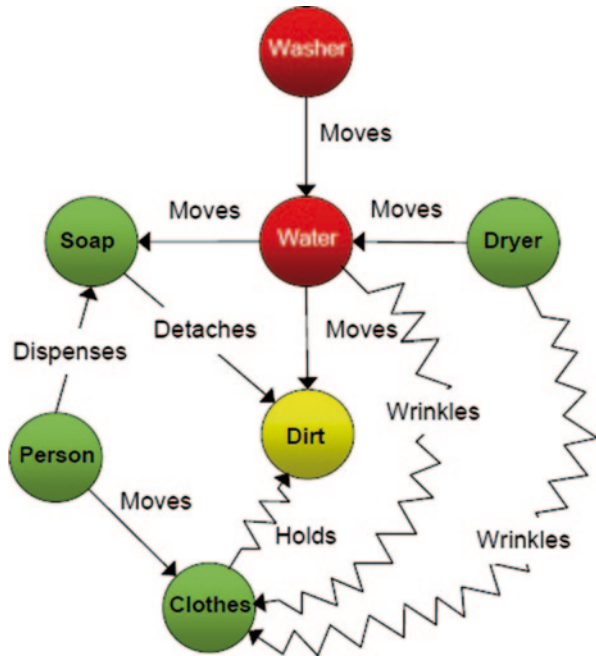 Washer
Moves
Moves
Moves
Soap
Water
Dryer
Detaches
Moves
Dispenses
Wrinkles
Dirt
Person
Moves
Holds
Wrinkles
Clothes